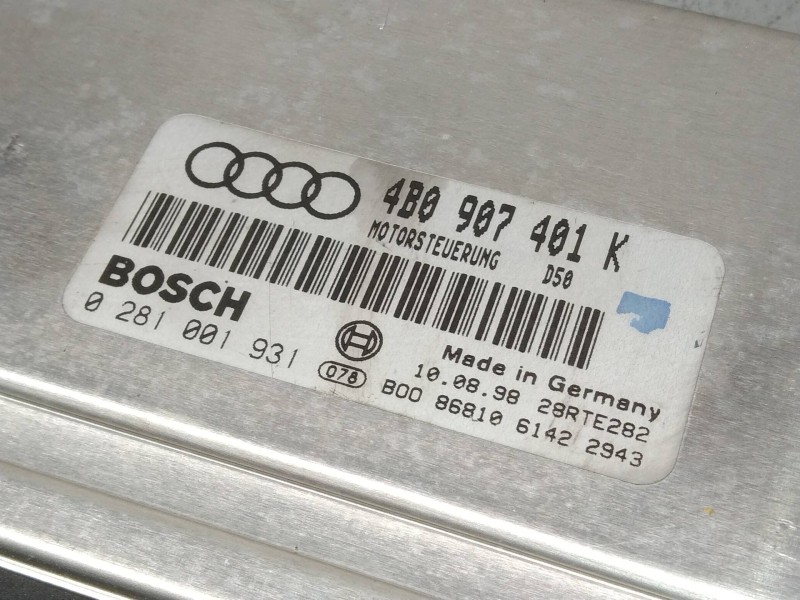 4B0 907 401 K
MOTORSTEUERUNG D50
BOSCH
0 281 001 931
078
Made in Germany
10.08.98 28RTE282
B00 86810 6142 2943